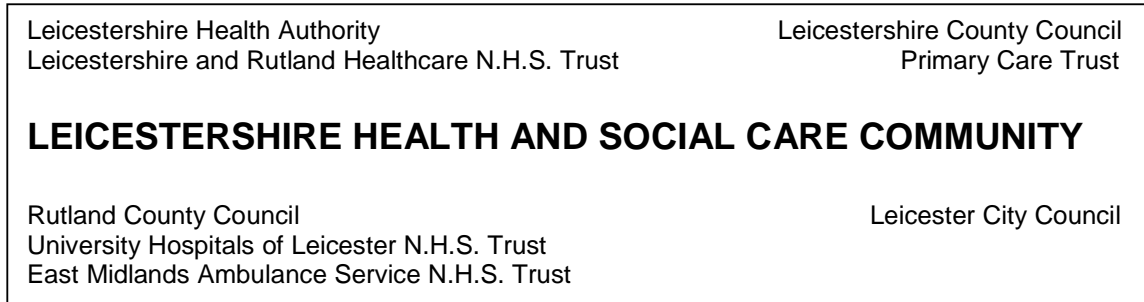 Leicestershire Health Authority Leicestershire County Council
Leicestershire and Rutland Healthcare N.H.S. Trust Primary Care Trust
LEICESTERSHIRE HEALTH AND SOCIAL CARE COMMUNITY
Rutland County Council Leicester City Council
University Hospitals of Leicester N.H.S. Trust
East Midlands Ambulance Service N.H.S. Trust